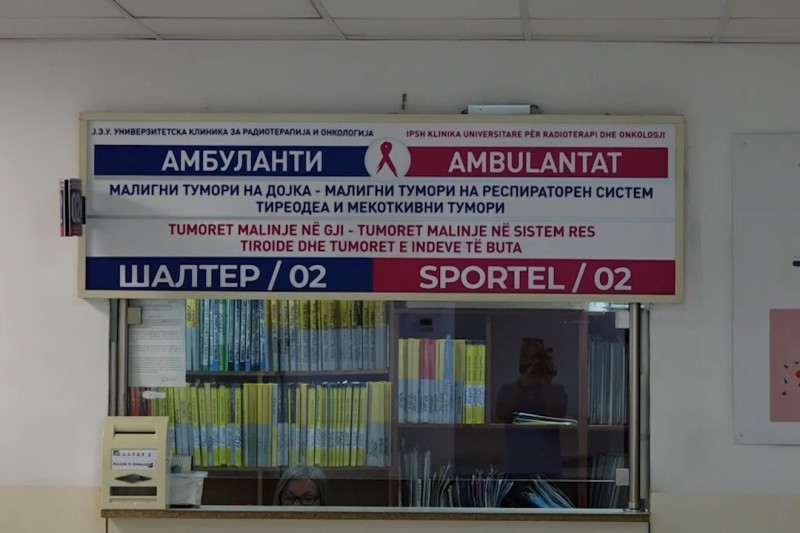 Ј.З.У. УНИВЕРЗИТЕТСКА КЛИНИКА ЗА РАДИОТЕРАПИЈА И ОНКОЛОГИЈА
IPSH KLINIKA UNIVERSITARE PËR RADIOTERAPI DHE ONKOLOGJI
АМБУЛАНТИ
AMBULANTAT
МАЛИГНИ ТУМОРИ НА ДОЈКА - МАЛИГНИ ТУМОРИ НА РЕСПИРАТОРЕН СИСТЕМ
ТИРЕОДЕА И МЕКОТКИВНИ ТУМОРИ
TUMORET MALINJE NË GJI - TUMORET MALINJE NË SISTEM RES
TIROIDE DHE TUMORET E INDEVE TË BUTA
ШАЛТЕР / 02
SPORTEL / 02
ШАЛТЕР 2